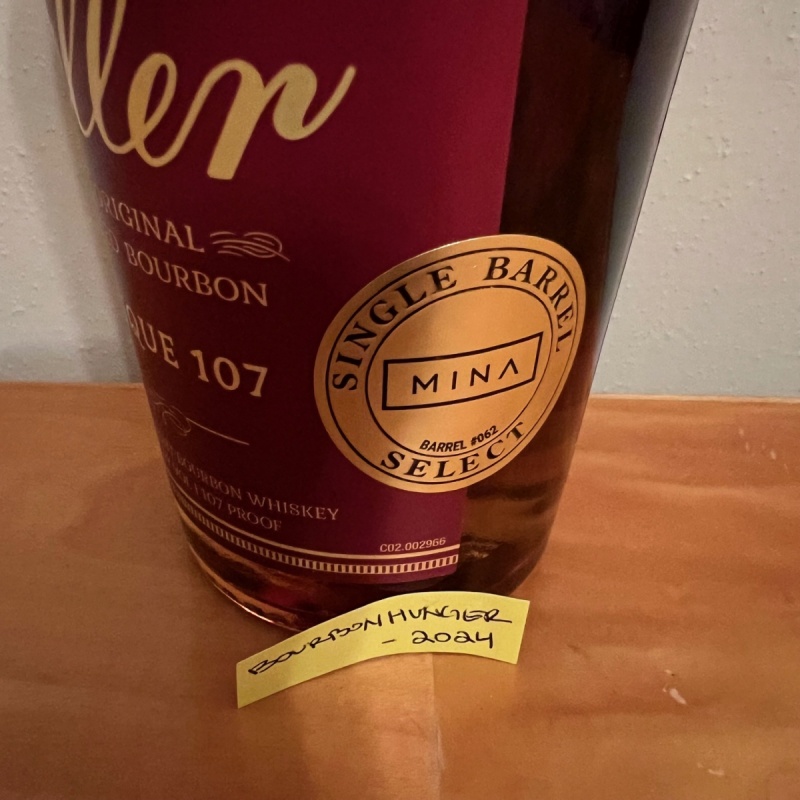 ller
ORIGINAL
BOURBON
QUE 107
BOURBON WHISKEY
107 PROOF
C02.002966
SINGLE BARREL
MINA
BARREL #062
SELECT
BOURBONHUNGER
- 2024